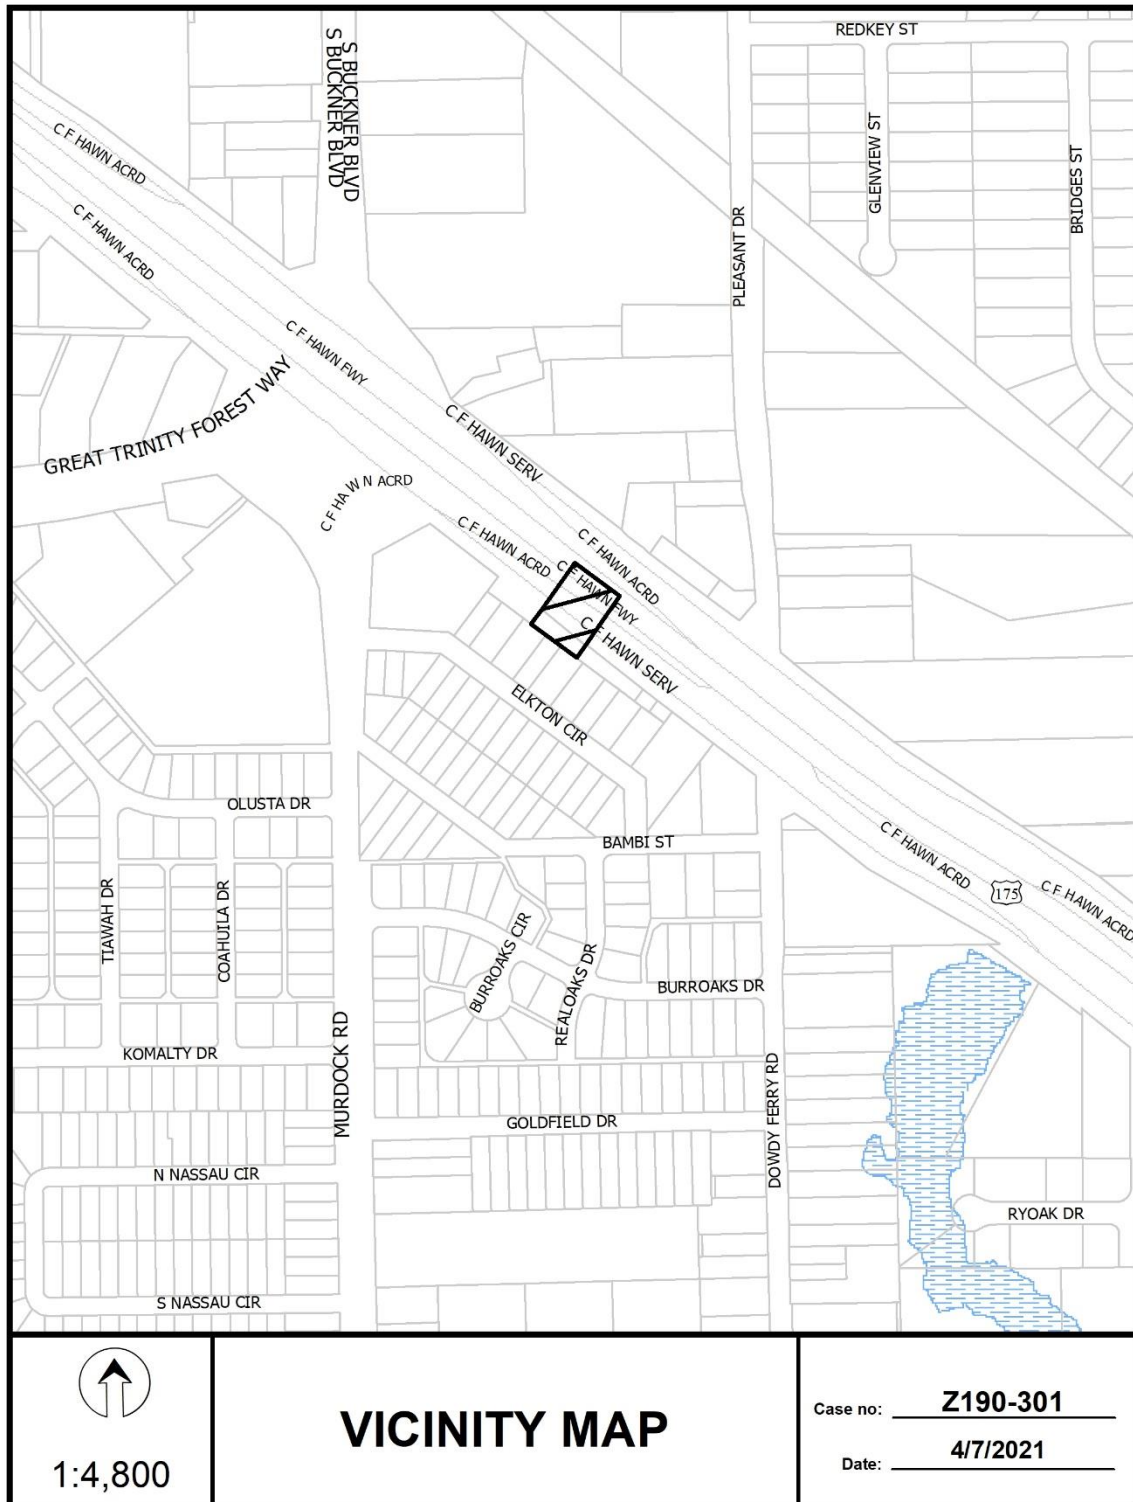 REDKEY ST
S BUCKNER BLVD
S BUCKNER BLVD
GLENVIEW ST
BRIDGES ST
PLEASANT DR
C F HAWN ACRD
C F HAWN ACRD
C F HAWN FWY
GREAT TRINITY FOREST WAY
C F HAWN SERV
C F HAWN ACRD
C F HAWN ACRD
C F HAWN ACRD
C F HAWN FWY
C F HAWN SERV
ELKTON CIR
OLUSTA DR
BAMBI ST
C F HAWN ACRD
175
C F HAWN ACRD
TIAWAH DR
COAHUILA DR
BURROAKS CIR
REALOAKS DR
BURROAKS DR
KOMALTY DR
MURDOCK RD
DOWDY FERRY RD
GOLDFIELD DR
N NASSAU CIR
RYOAK DR
S NASSAU CIR
1:4,800
VICINITY MAP
Case no: Z190-301
Date: 4/7/2021